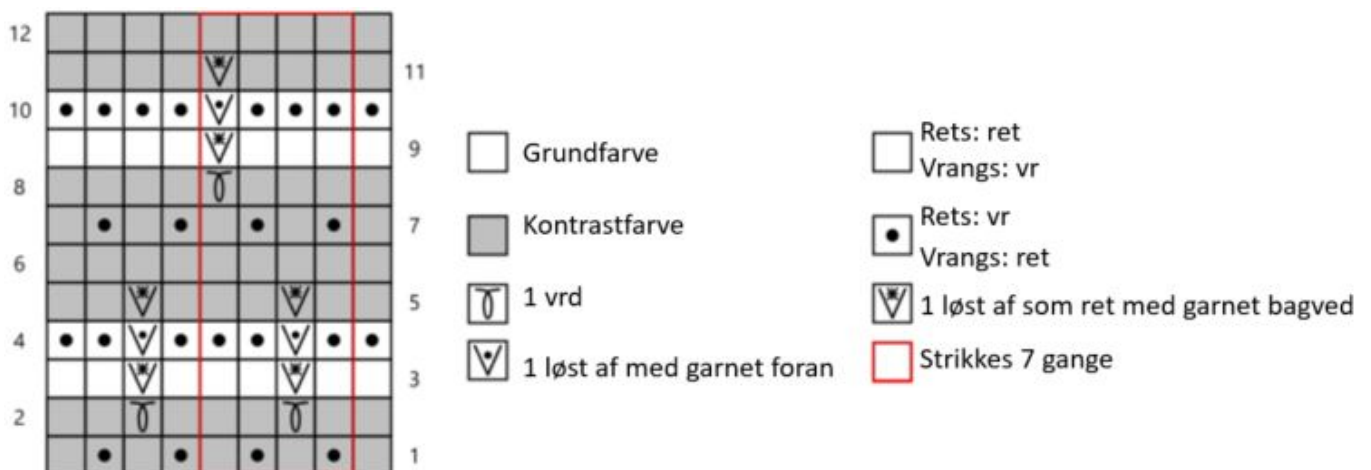 12
11
10
9
8
7
6
5
4
3
2
1
Grundfarve
Kontrastfarve
1 vrd
1 løst af med garnet foran
Rets: ret
Vrangs: vr
Rets: vr
Vrangs: ret
1 løst af som ret med garnet bagved
Strikkes 7 gange